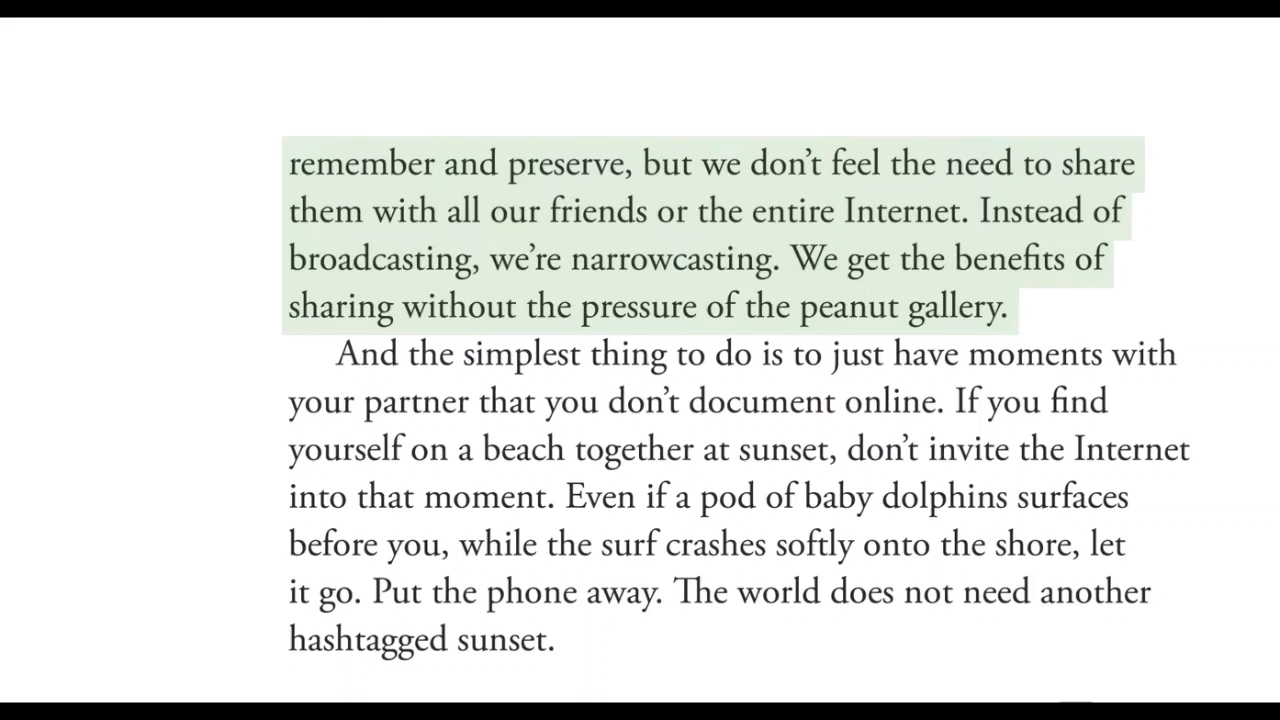 remember and preserve, but we don’t feel the need to share
them with all our friends or the entire Internet. Instead of
broadcasting, we’re narrowcasting. We get the benefits of
sharing without the pressure of the peanut gallery.
And the simplest thing to do is to just have moments with
your partner that you don’t document online. If you find
yourself on a beach together at sunset, don’t invite the Internet
into that moment. Even if a pod of baby dolphins surfaces
before you, while the surf crashes softly onto the shore, let
it go. Put the phone away. The world does not need another
hashtagged sunset.